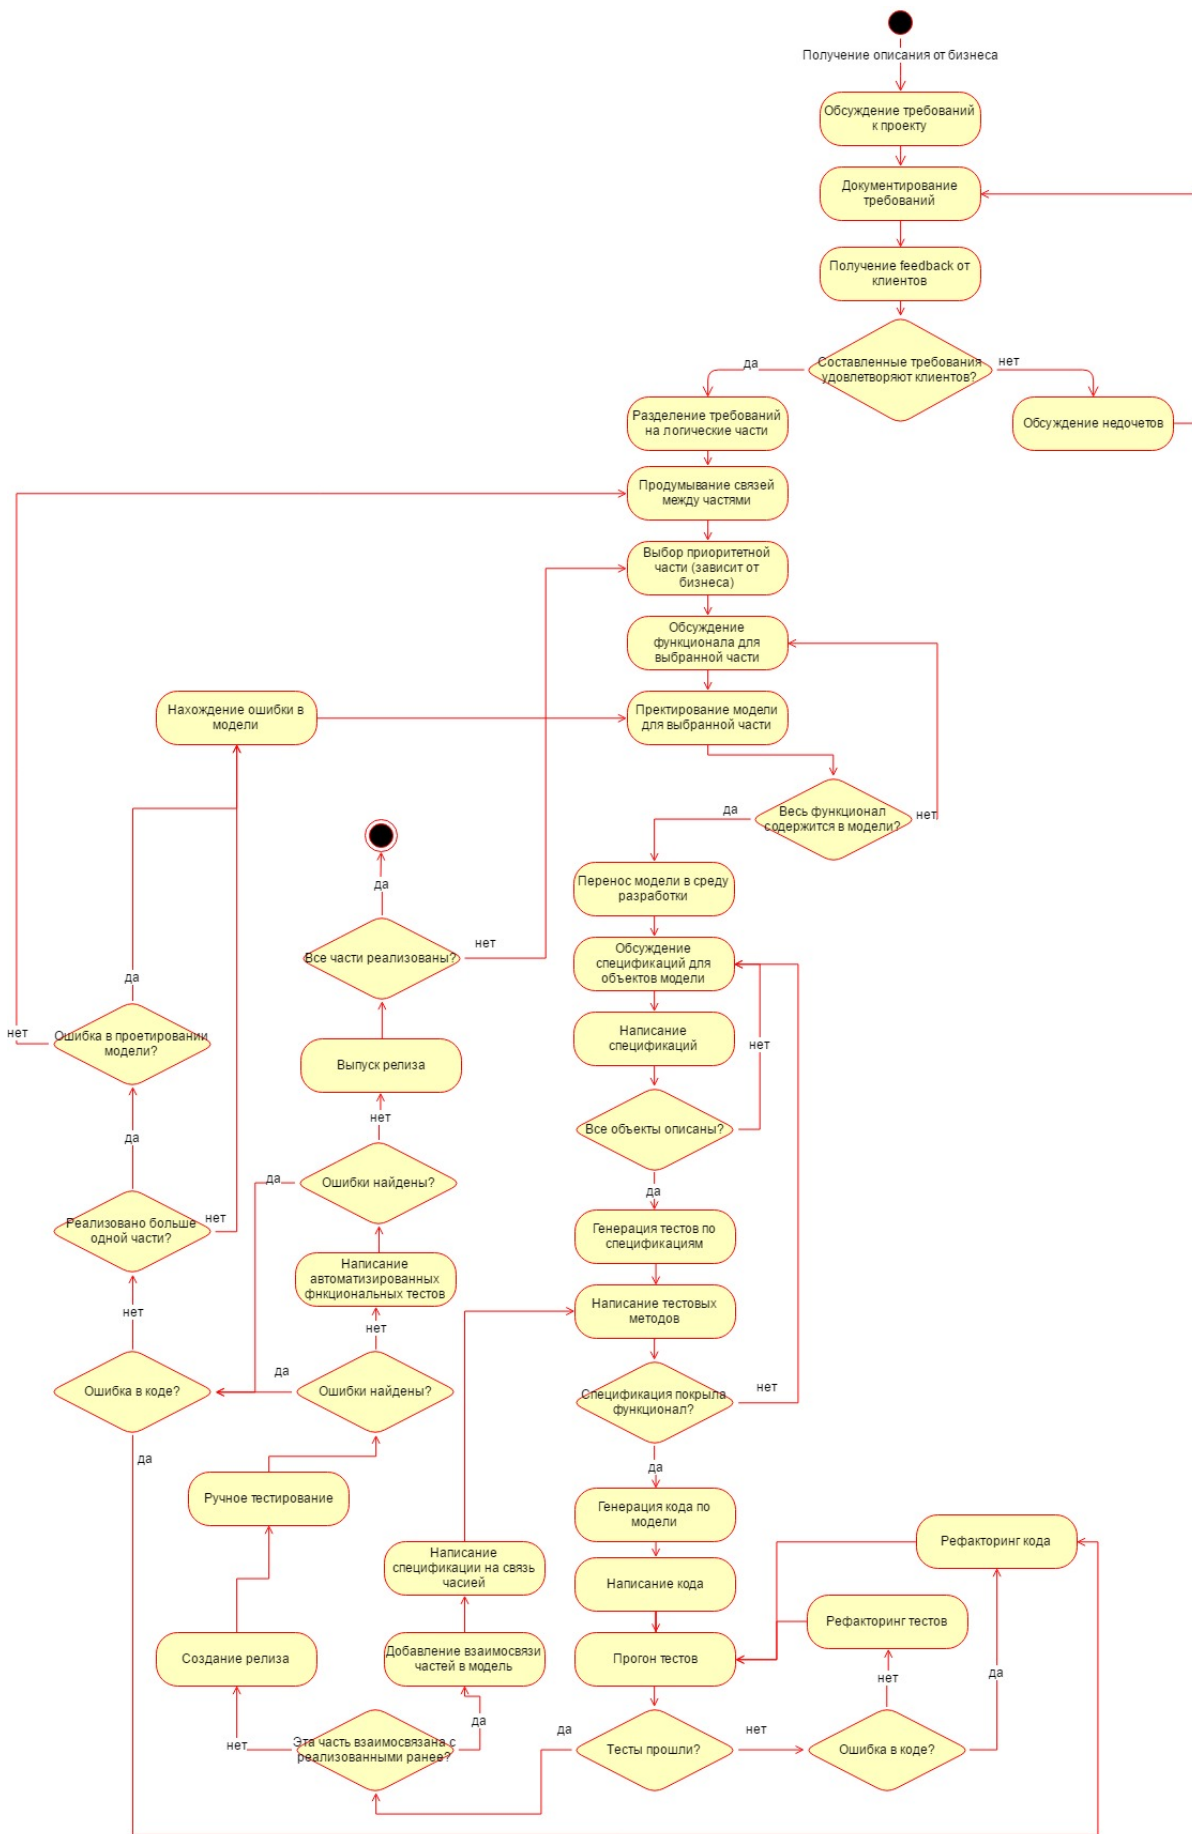 Получение описания от бизнеса
Обсуждение требований
к проекту
Документирование
требований
Получение feedback от
клиентов
Составленные требования
удовлетворяют клиентов?
да
нет
Разделение требований
на логические части
Обсуждение недочетов
Продумывание связей
между частями
Выбор приоритетной
части (зависит от
бизнеса)
Обсуждение
функционала для
выбранной части
Нахождение ошибки в
модели
Пректирование модели
для выбранной части
Весь функционал
содержится в модели?
да
нет
Перенос модели в среду
разработки
да
Все части реализованы?
нет
Обсуждение
спецификаций для
объектов модели
да
Ошибка в проетировании
модели?
нет
Написание
спецификаций
нет
Выпуск релиза
нет
Все объекты описаны?
да
Ошибки найдены?
да
да
Реализовано больше
одной части?
нет
Генерация тестов по
спецификациям
Написание
автоматизированных
фнкциональных тестов
Написание тестовых
методов
нет
нет
Ошибка в коде?
да
Ошибки найдены?
Спецификация покрыла
функционал?
нет
да
да
Ручное тестирование
Генерация кода по
модели
Написание
спецификации на связь
часией
Написание кода
Рефакторинг кода
Рефакторинг тестов
Создание релиза
Добавление взаимосвязи
частей в модель
Прогон тестов
нет
да
Эта часть взаимосвязана с
реализованными ранее?
нет
да
да
Тесты прошли?
нет
Ошибка в коде?